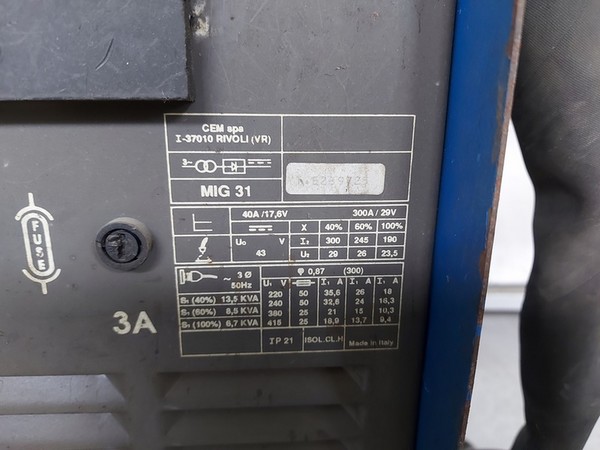 CEM spa
I-37010 RIVOLI (VR)
3~
MIG 31
40A/17,6V 300A/29V
X 40% 60% 100%
U₀ V I₂ 300 245 190
43 U₂ 29 26 23,5
~ 3Ø 50Hz φ 0,87 (300)
U₁ V I₁ A I₁ A I₁ A
S₁ (40%) 13,5 KVA 220 50 35,6 26 18
S₁ (60%) 8,5 KVA 240 50 32,6 24 16,3
S₁ (100%) 6,7 KVA 380 25 21 15 10,3
415 25 18,9 13,7 9,4
IP 21 ISOL.CL.H Made in Italy
FUSE
3A